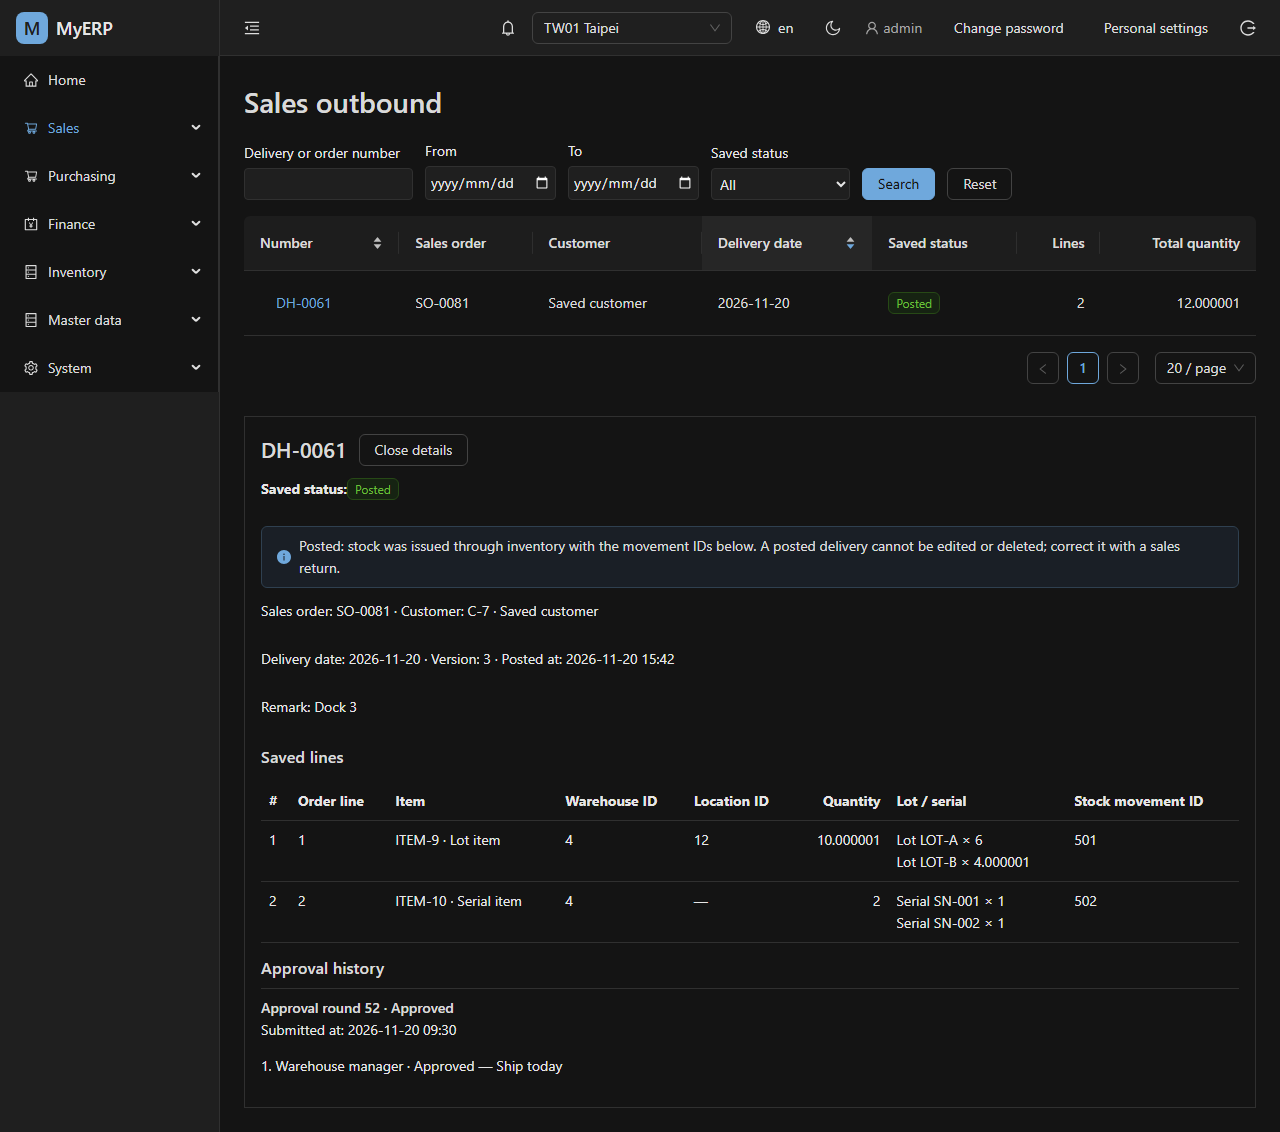 M MyERP
TW01 Taipei
en
admin
Change password
Personal settings
Home
Sales
Purchasing
Finance
Inventory
Master data
System
Sales outbound
Delivery or order number
From
To
Saved status
yyyy/mm/dd
yyyy/mm/dd
All
Search
Reset
Number Sales order Customer Delivery date Saved status Lines Total quantity
DH-0061 SO-0081 Saved customer 2026-11-20 Posted 2 12.000001
< 1 > 20 / page
DH-0061 Close details
Saved status: Posted
Posted: stock was issued through inventory with the movement IDs below. A posted delivery cannot be edited or deleted; correct it with a sales
return.
Sales order: SO-0081 · Customer: C-7 · Saved customer
Delivery date: 2026-11-20 · Version: 3 · Posted at: 2026-11-20 15:42
Remark: Dock 3
Saved lines
# Order line Item Warehouse ID Location ID Quantity Lot / serial Stock movement ID
1 1 ITEM-9 · Lot item 4 12 10.000001 Lot LOT-A × 6 501
Lot LOT-B × 4.000001
2 2 ITEM-10 · Serial item 4 — 2 Serial SN-001 × 1 502
Serial SN-002 × 1
Approval history
Approval round 52 · Approved
Submitted at: 2026-11-20 09:30
1. Warehouse manager · Approved — Ship today